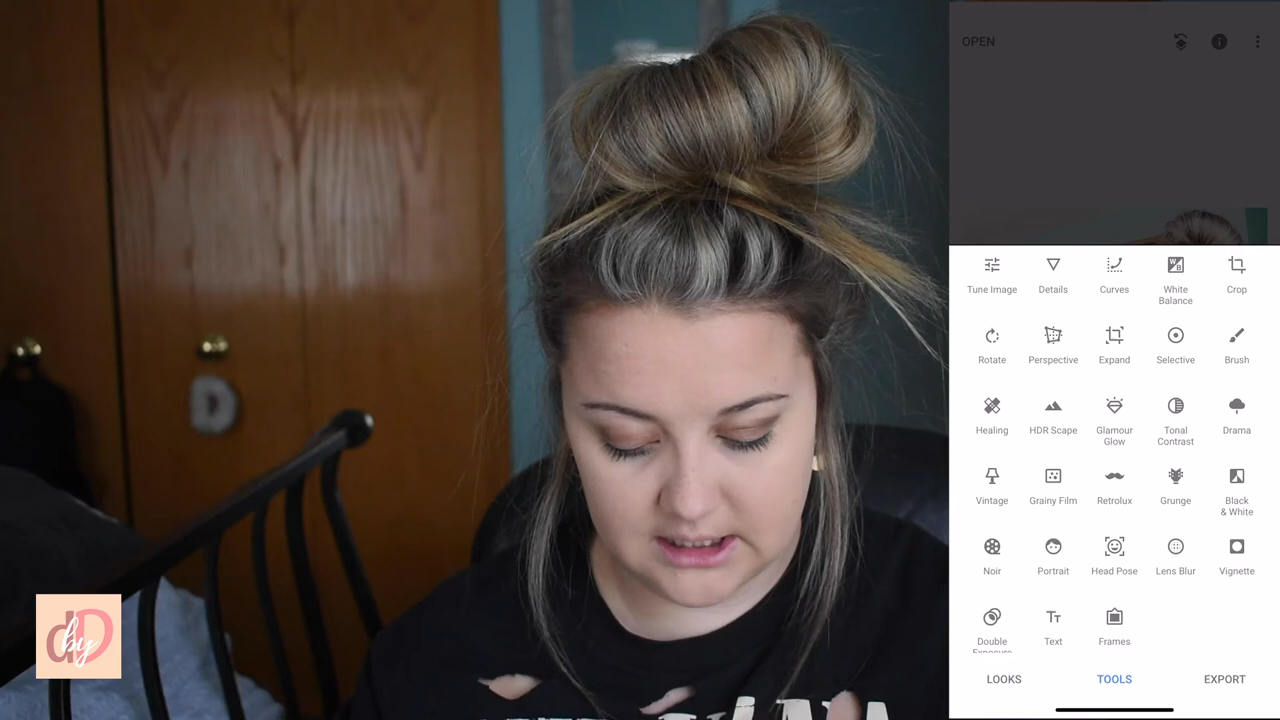 OPEN
Tune Image
Details
Curves
White
Balance
Crop
Rotate
Perspective
Expand
Selective
Brush
Healing
HDR Scape
Glamour
Glow
Tonal
Contrast
Drama
Vintage
Grainy Film
Retrolux
Grunge
Black
& White
Noir
Portrait
Head Pose
Lens Blur
Vignette
Double
Exposure
Text
Frames
LOOKS
TOOLS
EXPORT
D
d by D